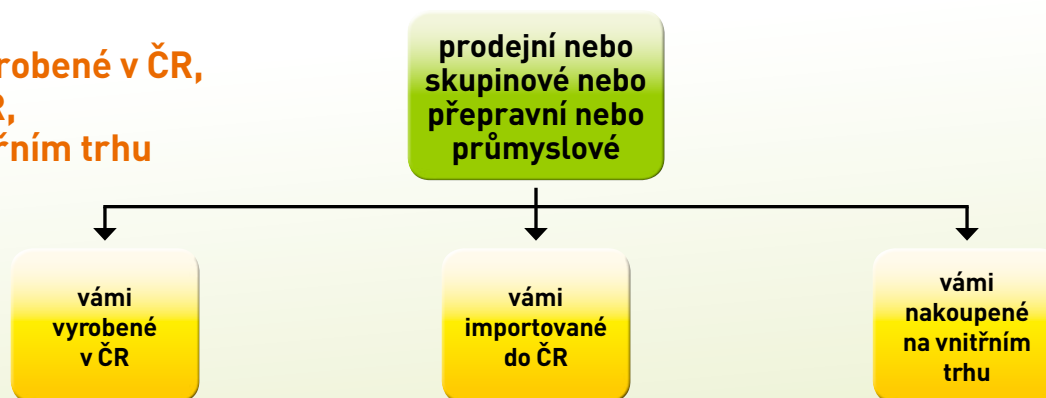 robené v ČR,
R,
řním trhu
prodejní nebo
skupinové nebo
přepravní nebo
průmyslové
vámi
vyrobené
v ČR
vámi
importované
do ČR
vámi
nakoupené
na vnitřním
trhu